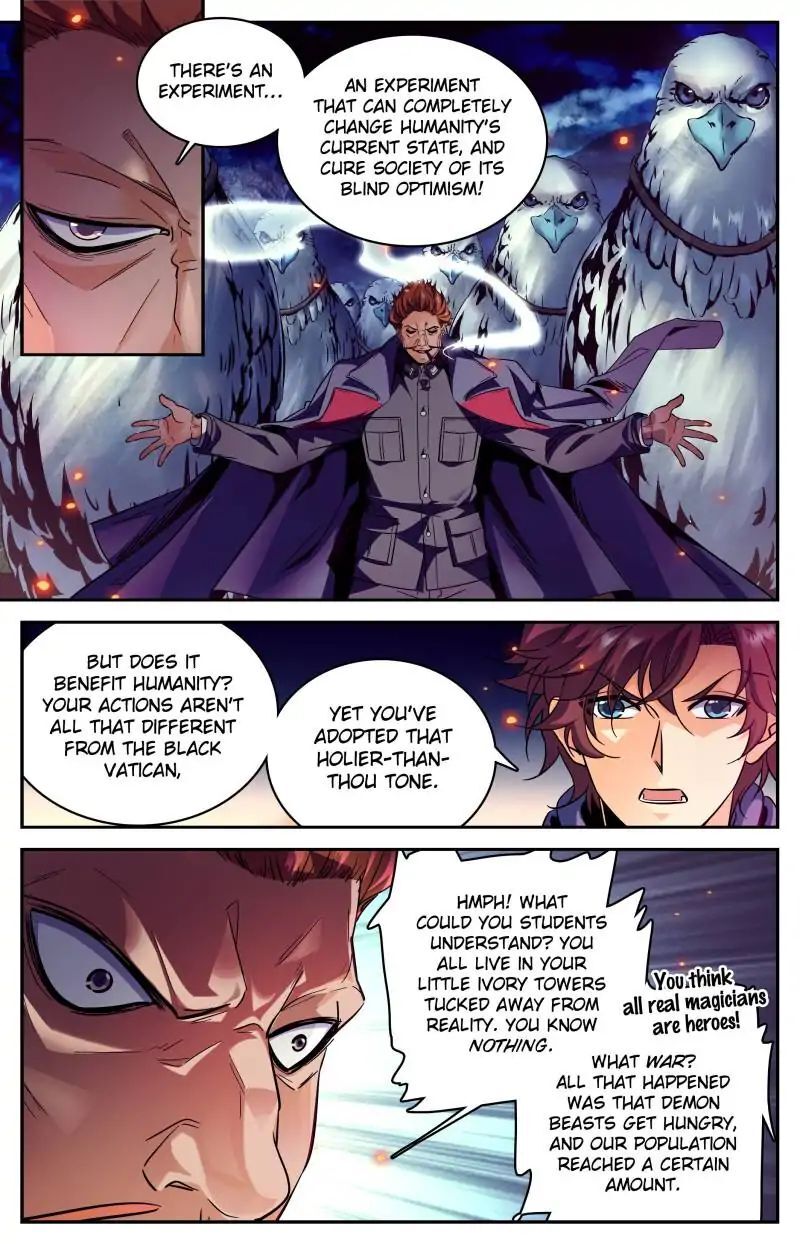 THERE'S AN
EXPERIMENT...
AN EXPERIMENT
THAT CAN COMPLETELY
CHANGE HUMANITY'S
CURRENT STATE, AND
CURE SOCIETY OF ITS
BLIND OPTIMISM!
BUT DOES IT
BENEFIT HUMANITY?
YOUR ACTIONS AREN'T
ALL THAT DIFFERENT
FROM THE BLACK
VATICAN,
YET YOU'VE
ADOPTED THAT
HOLIER-THAN-
THOU TONE.
HMPH! WHAT
COULD YOU STUDENTS
UNDERSTAND? YOU
ALL LIVE IN YOUR
LITTLE IVORY TOWERS
TUCKED AWAY FROM
REALITY. YOU KNOW
NOTHING.
You think
all real magicians
are heroes!
WHAT WAR?
ALL THAT HAPPENED
WAS THAT DEMON
BEASTS GET HUNGRY,
AND OUR POPULATION
REACHED A CERTAIN
AMOUNT.